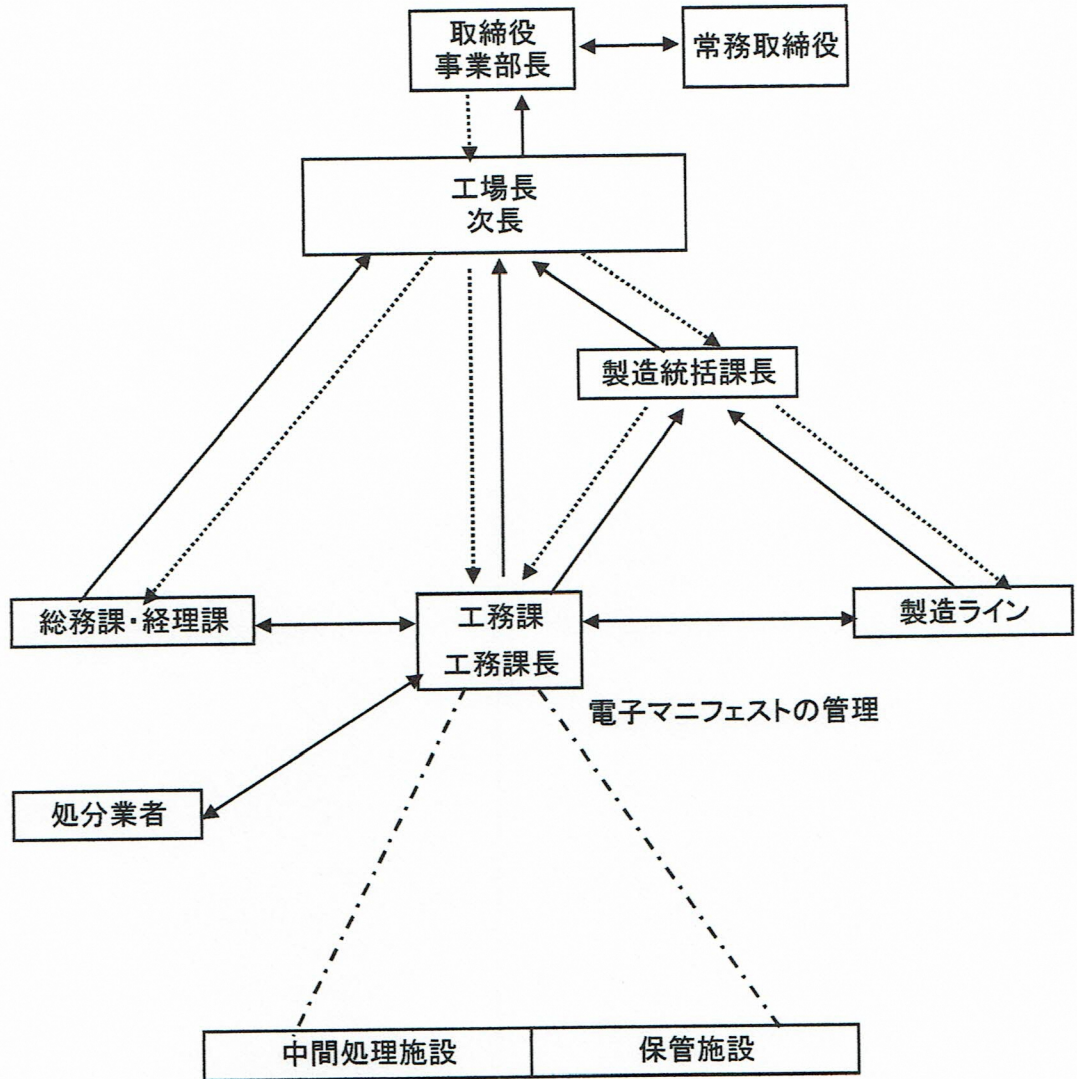 取締役
事業部長
常務取締役
工場長
次長
製造統括課長
総務課・経理課
工務課
工務課長
製造ライン
電子マニフェストの管理
処分業者
中間処理施設
保管施設